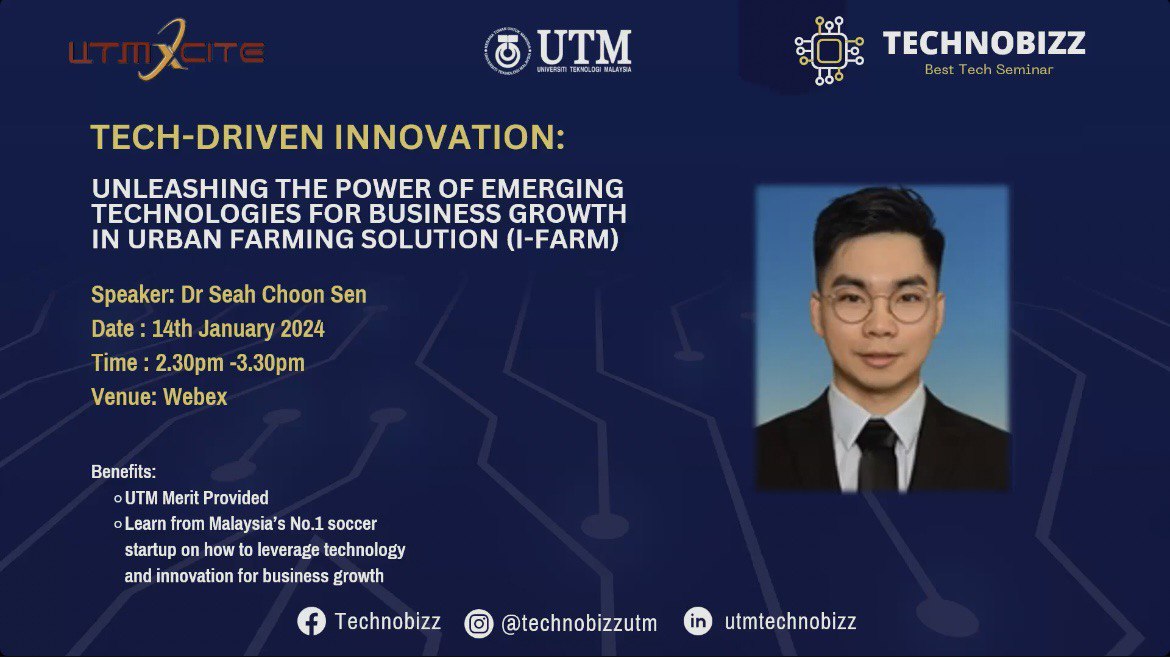 UTMXCITE
UTM
UNIVERSITI TEKNOLOGI MALAYSIA
TECHNOBIZZ
Best Tech Seminar
TECH-DRIVEN INNOVATION:
UNLEASHING THE POWER OF EMERGING
TECHNOLOGIES FOR BUSINESS GROWTH
IN URBAN FARMING SOLUTION (I-FARM)
Speaker: Dr Seah Choon Sen
Date : 14th January 2024
Time : 2.30pm -3.30pm
Venue: Webex
Benefits:
UTM Merit Provided
Learn from Malaysia's No.1 soccer
startup on how to leverage technology
and innovation for business growth
Technobizz
@technobizzutm
in
utmtechnobizz